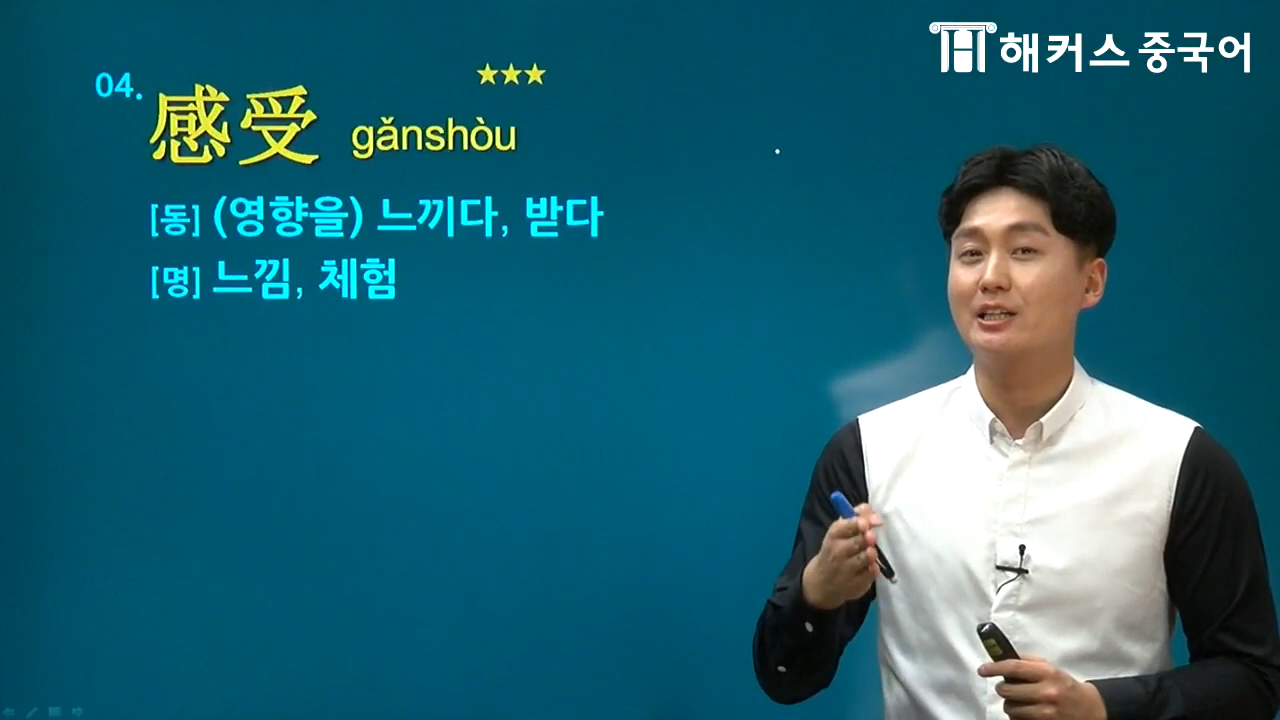 해커스 중국어
04. 感受 gǎnshòu ★★★
[동] (영향을) 느끼다, 받다
[명] 느낌, 체험